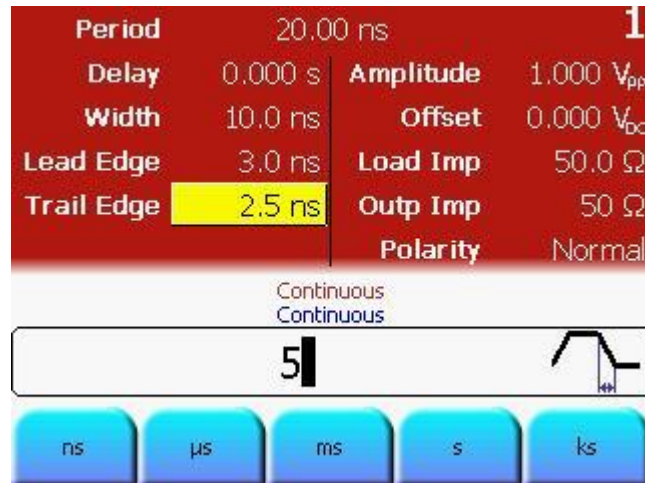 Period 20.00 ns 1
Delay 0.000 s Amplitude 1.000 Vpp
Width 10.0 ns Offset 0.000 VDC
Lead Edge 3.0 ns Load Imp 50.0 Ω
Trail Edge 2.5 ns Outp Imp 50 Ω
Polarity Normal
Continuous
Continuous
5
ns µs ms s ks